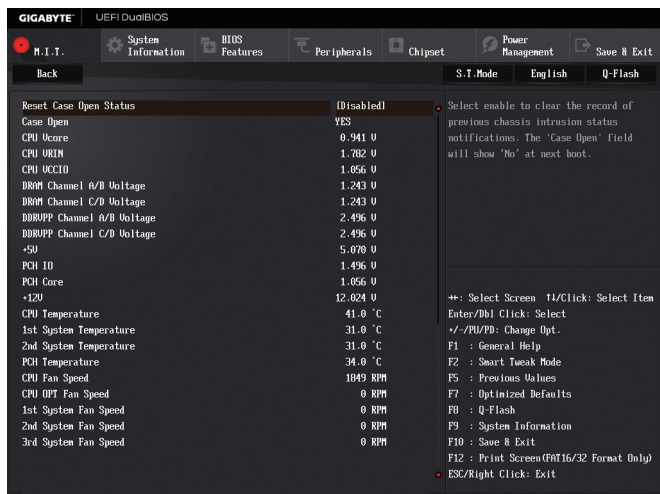 GIGABYTE™ UEFI DualBIOS
M.I.T. System Information BIOS Features Peripherals Chipset Power Management Save & Exit
Back S.T.Mode English Q-Flash
Reset Case Open Status [Disabled]
Case Open YES
CPU Vcore 0.941 V
CPU VRIN 1.782 V
CPU VCCIO 1.056 V
DRAM Channel A/B Voltage 1.243 V
DRAM Channel C/D Voltage 1.243 V
DDRVPP Channel A/B Voltage 2.496 V
DDRVPP Channel C/D Voltage 2.496 V
+5V 5.070 V
PCH IO 1.496 V
PCH Core 1.056 V
+12V 12.024 V
CPU Temperature 41.0 °C
1st System Temperature 31.0 °C
2nd System Temperature 31.0 °C
PCH Temperature 34.0 °C
CPU Fan Speed 1849 RPM
CPU OPT Fan Speed 0 RPM
1st System Fan Speed 0 RPM
2nd System Fan Speed 0 RPM
3rd System Fan Speed 0 RPM
Select enable to clear the record of
previous chassis intrusion status
notifications. The 'Case Open' field
will show 'No' at next boot.
→←: Select Screen ↑↓/Click: Select Item
Enter/Dbl Click: Select
+/-/PU/PD: Change Opt.
F1 : General Help
F2 : Smart Tweak Mode
F5 : Previous Values
F7 : Optimized Defaults
F8 : Q-Flash
F9 : System Information
F10 : Save & Exit
F12 : Print Screen(FAT16/32 Format Only)
ESC/Right Click: Exit